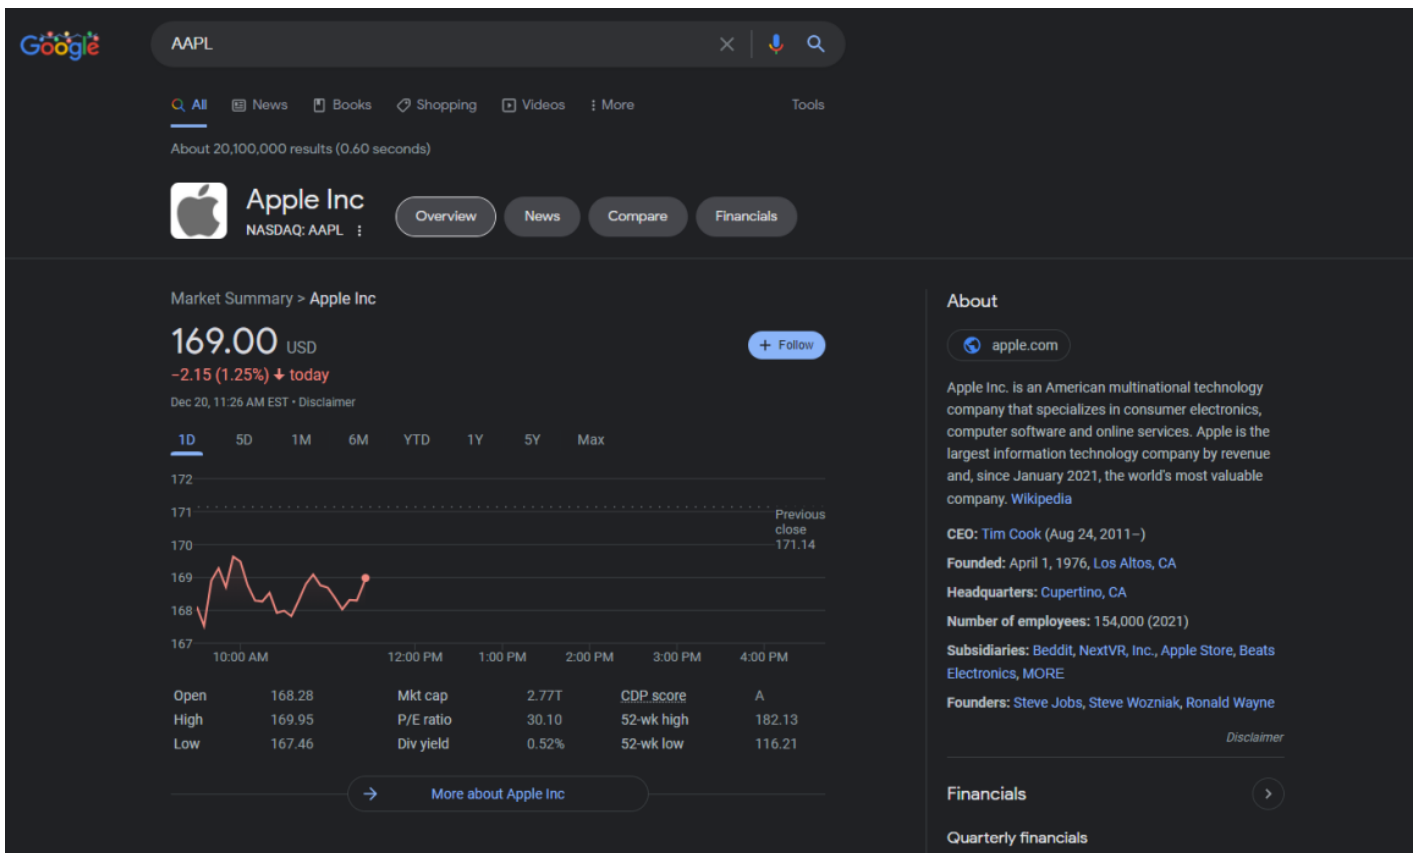 Google
AAPL
All News Books Shopping Videos More Tools
About 20,100,000 results (0.60 seconds)
Apple Inc
NASDAQ: AAPL
Overview News Compare Financials
Market Summary > Apple Inc
169.00 USD
+ Follow
−2.15 (1.25%) ↓ today
Dec 20, 11:26 AM EST • Disclaimer
1D 5D 1M 6M YTD 1Y 5Y Max
172
171
170
169
168
167
Previous
close
171.14
10:00 AM 12:00 PM 1:00 PM 2:00 PM 3:00 PM 4:00 PM
Open 168.28 Mkt cap 2.77T CDP score A
High 169.95 P/E ratio 30.10 52-wk high 182.13
Low 167.46 Div yield 0.52% 52-wk low 116.21
More about Apple Inc
About
apple.com
Apple Inc. is an American multinational technology
company that specializes in consumer electronics,
computer software and online services. Apple is the
largest information technology company by revenue
and, since January 2021, the world's most valuable
company. Wikipedia
CEO: Tim Cook (Aug 24, 2011–)
Founded: April 1, 1976, Los Altos, CA
Headquarters: Cupertino, CA
Number of employees: 154,000 (2021)
Subsidiaries: Beddit, NextVR, Inc., Apple Store, Beats
Electronics, MORE
Founders: Steve Jobs, Steve Wozniak, Ronald Wayne
Disclaimer
Financials
Quarterly financials